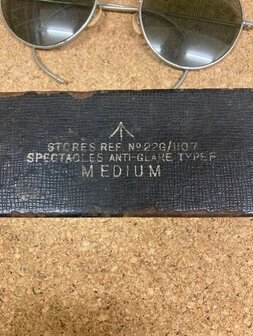 STORES REF. Nº 22G/1107
SPECTACLES ANTI-GLARE TYPE F
MEDIUM